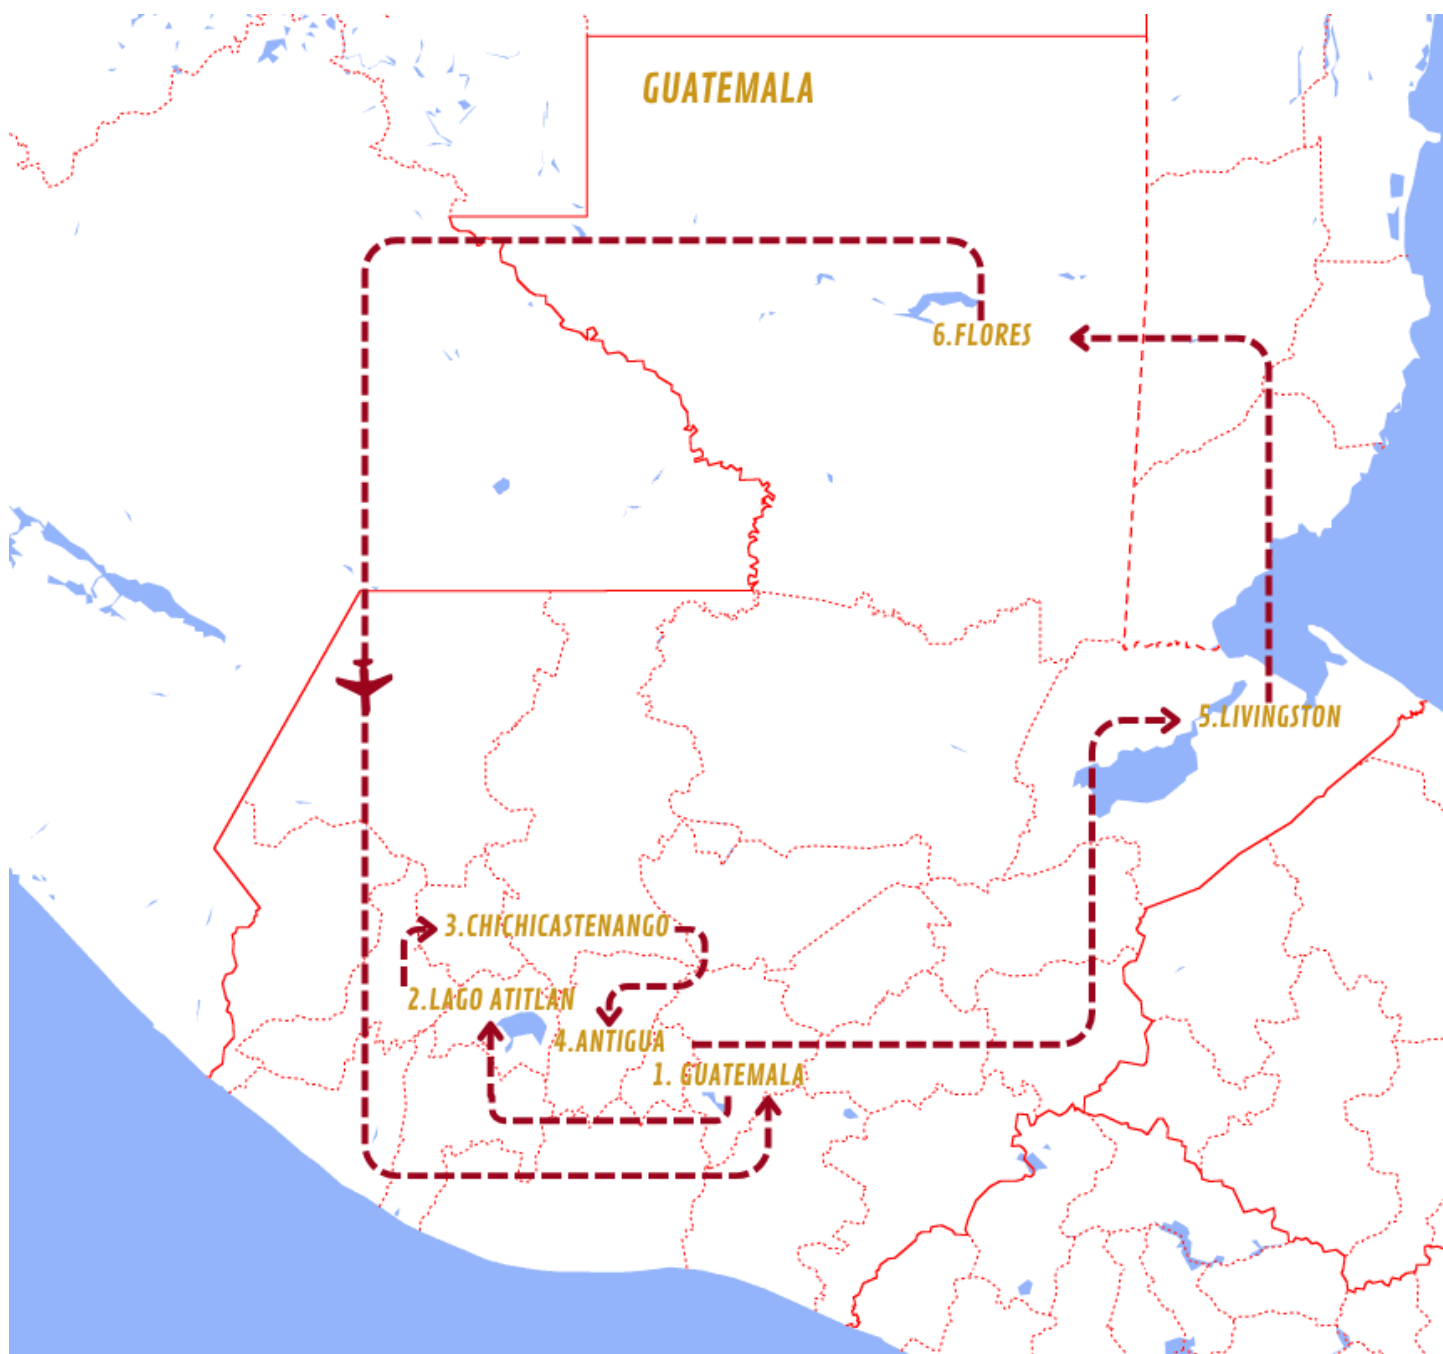 GUATEMALA
6.FLORES
5.LIVINGSTON
3.CHICHICASTENANGO
2.LAGO ATITLAN
4.ANTIGUA
1. GUATEMALA